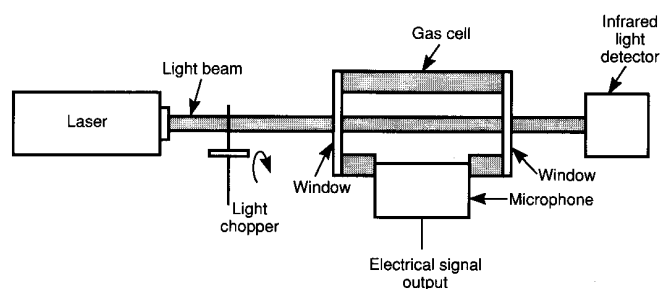 Infrared
light
detector
Gas cell
Light beam
Laser
Window
Window
Microphone
Light
chopper
Electrical signal
output